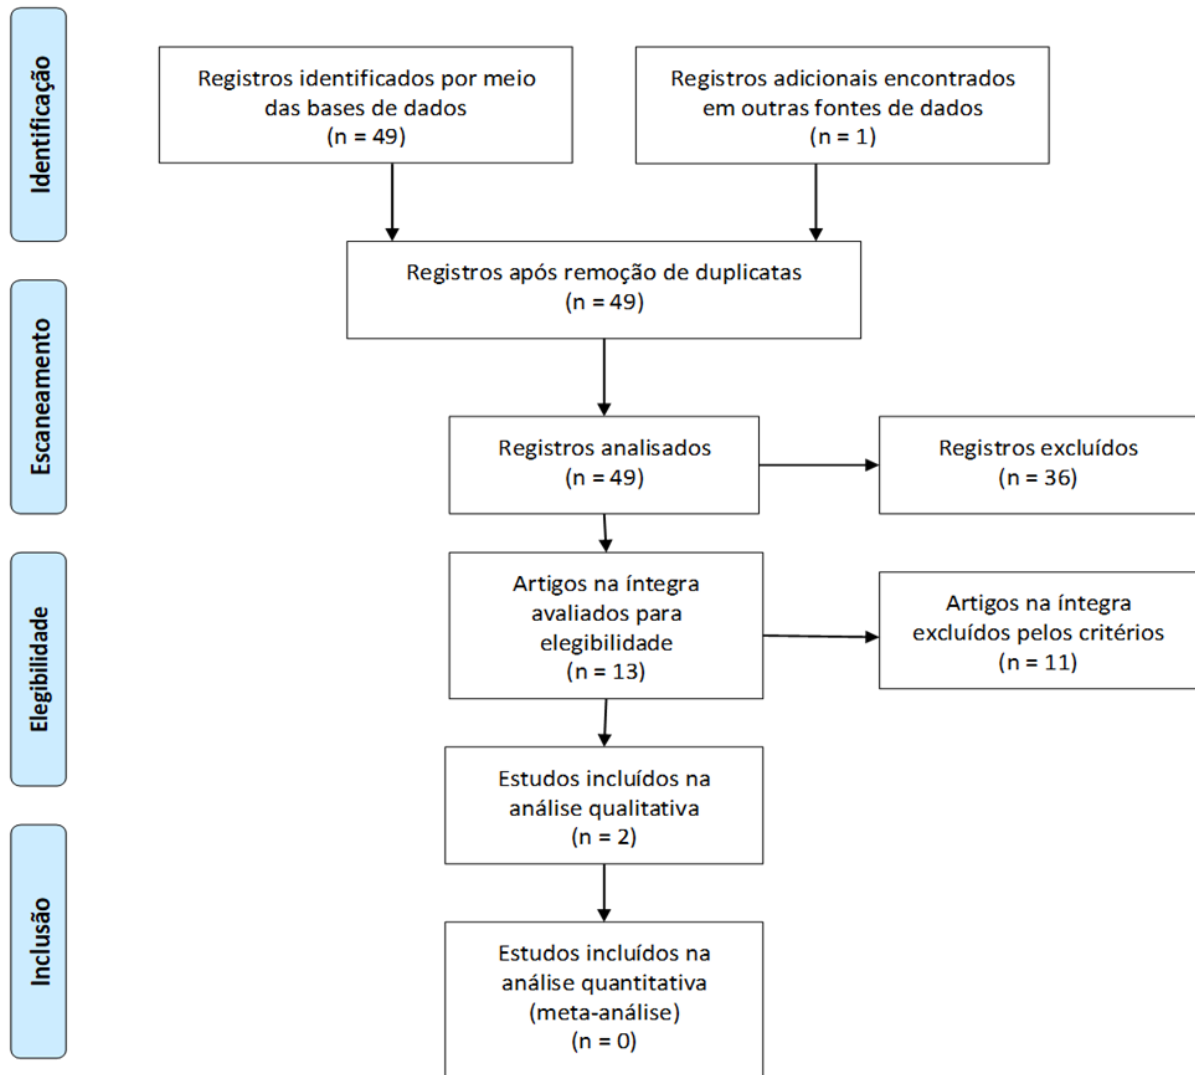 Identificação
Registros identificados por meio
das bases de dados
(n = 49)
Registros adicionais encontrados
em outras fontes de dados
(n = 1)
Registros após remoção de duplicatas
(n = 49)
Escaneamento
Registros analisados
(n = 49)
Registros excluídos
(n = 36)
Elegibilidade
Artigos na íntegra
avaliados para
elegibilidade
(n = 13)
Artigos na íntegra
excluídos pelos critérios
(n = 11)
Estudos incluídos na
análise qualitativa
(n = 2)
Inclusão
Estudos incluídos na
análise quantitativa
(meta-análise)
(n = 0)